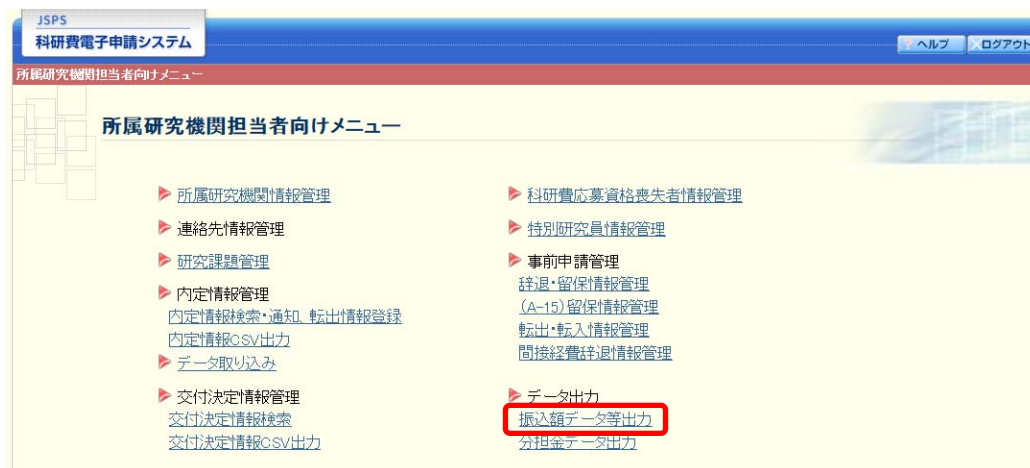 JSPS
科研費電子申請システム
ヘルプ ログアウト
所属研究機関担当者向けメニュー
所属研究機関担当者向けメニュー
所属研究機関情報管理
連絡先情報管理
研究課題管理
内定情報管理
内定情報検索・通知、転出情報登録
内定情報CSV出力
データ取り込み
交付決定情報管理
交付決定情報検索
交付決定情報CSV出力
科研費応募資格喪失者情報管理
特別研究員情報管理
事前申請管理
辞退・留保情報管理
(A-15)留保情報管理
転出・転入情報管理
間接経費辞退情報管理
データ出力
振込額データ等出力
分担金データ出力